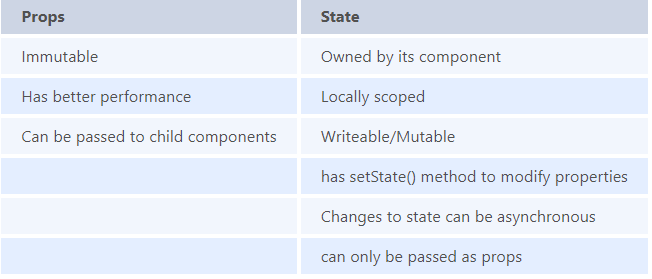 Props State
Immutable Owned by its component
Has better performance Locally scoped
Can be passed to child components Writeable/Mutable
has setState() method to modify properties
Changes to state can be asynchronous
can only be passed as props